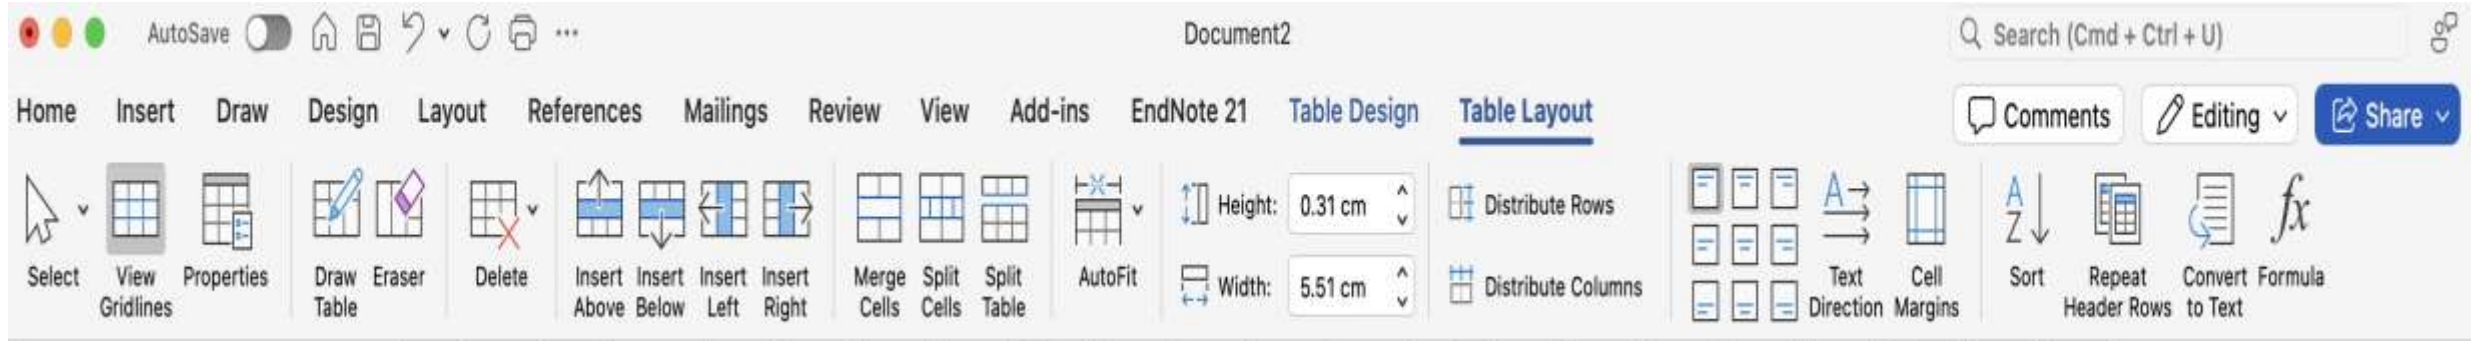 AutoSave Document2 Search (Cmd + Ctrl + U)
Home Insert Draw Design Layout References Mailings Review View Add-ins EndNote 21 Table Design Table Layout Comments Editing Share
Height: 0.31 cm Distribute Rows
Select View Gridlines Properties Draw Table Eraser Delete Insert Above Insert Below Insert Left Insert Right Merge Cells Split Cells Split Table AutoFit Width: 5.51 cm Distribute Columns Text Direction Cell Margins Sort Repeat Header Rows Convert to Text Formula